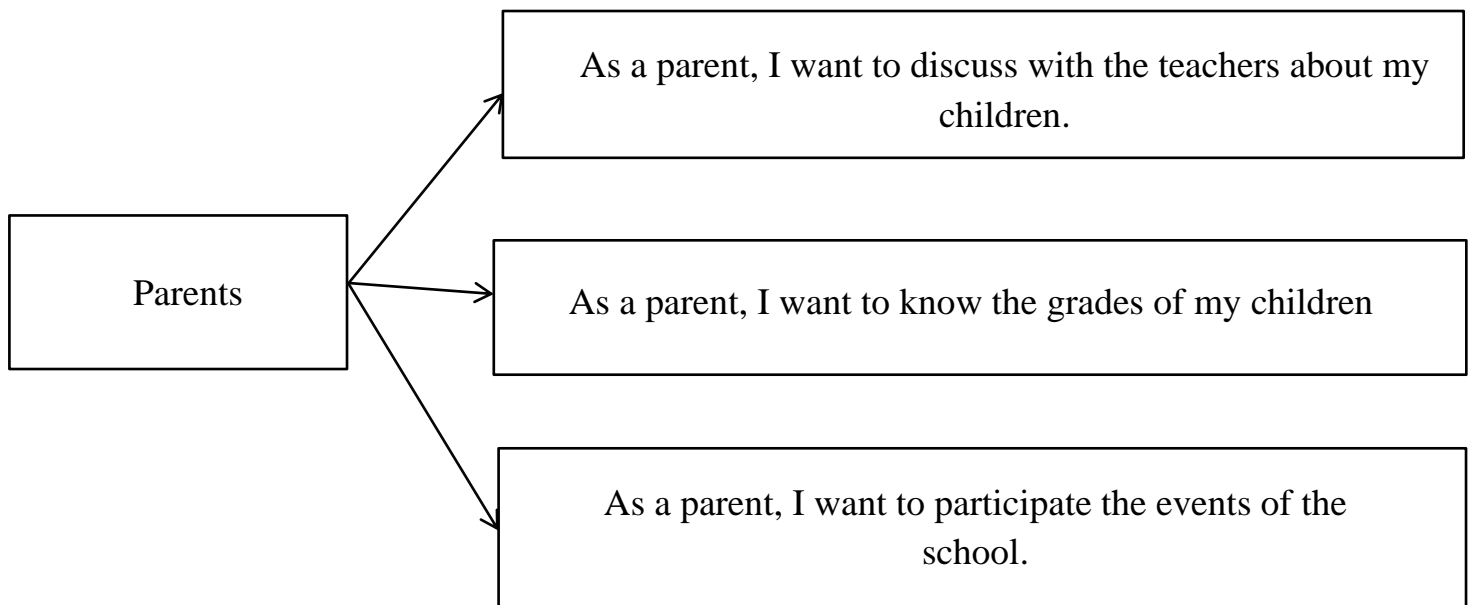 As a parent, I want to discuss with the teachers about my
children.
Parents
As a parent, I want to know the grades of my children
As a parent, I want to participate the events of the
school.